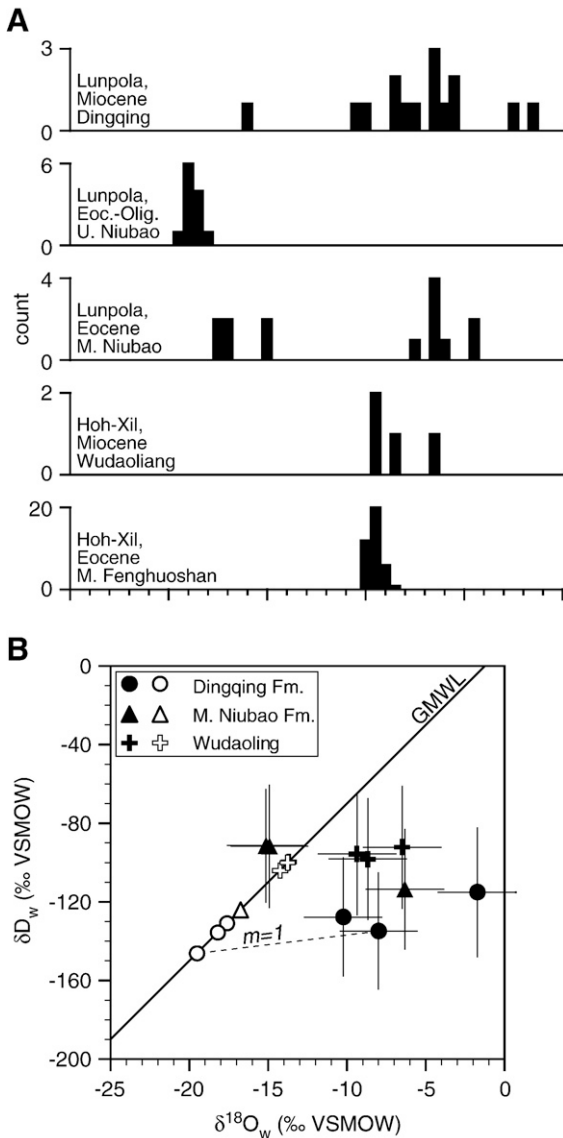 A
3
0
Lunpola,
Miocene
Dingqing
6
0
Lunpola,
Eoc.-Olig.
U. Niubao
4
0
Lunpola,
Eocene
M. Niubao
count
2
0
Hoh-Xil,
Miocene
Wudaoliang
20
0
Hoh-Xil,
Eocene
M. Fenghuoshan
B
0
-40
-80
-120
-160
-200
δDw (‰ VSMOW)
Dingqing Fm.
M. Niubao Fm.
Wudaoling
GMWL
m=1
-25
-20
-15
-10
-5
0
δ¹⁸Ow (‰ VSMOW)